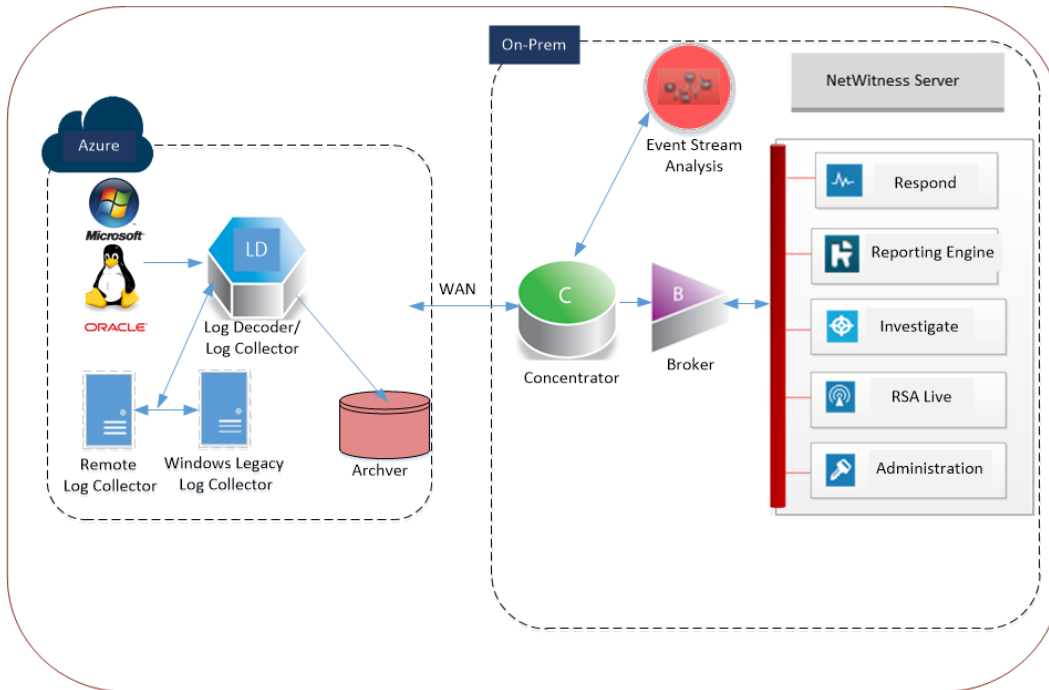 On-Prem
NetWitness Server
Azure
Microsoft
ORACLE
LD
Log Decoder/
Log Collector
Remote
Log Collector
Windows Legacy
Log Collector
Archver
WAN
Event Stream
Analysis
C
Concentrator
B
Broker
Respond
Reporting Engine
Investigate
RSA Live
Administration